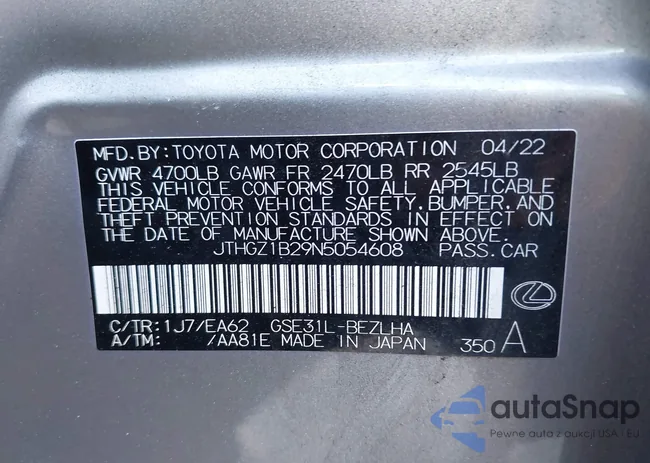 MFD.BY:TOYOTA MOTOR CORPORATION 04/22
GVWR 4700LB GAWR FR 2470LB RR 2545LB
THIS VEHICLE CONFORMS TO ALL APPLICABLE
FEDERAL MOTOR VEHICLE SAFETY,BUMPER,AND
THEFT PREVENTION STANDARDS IN EFFECT ON
THE DATE OF MANUFACTURE SHOWN ABOVE.
JTHGZ1B29N5054608 PASS.CAR
C/TR:1J7/EA62 GSE31L-BEZLHA
A/TM: /AA81E MADE IN JAPAN 350 A
autoSnap
Pewne auta z aukcji USA - EU